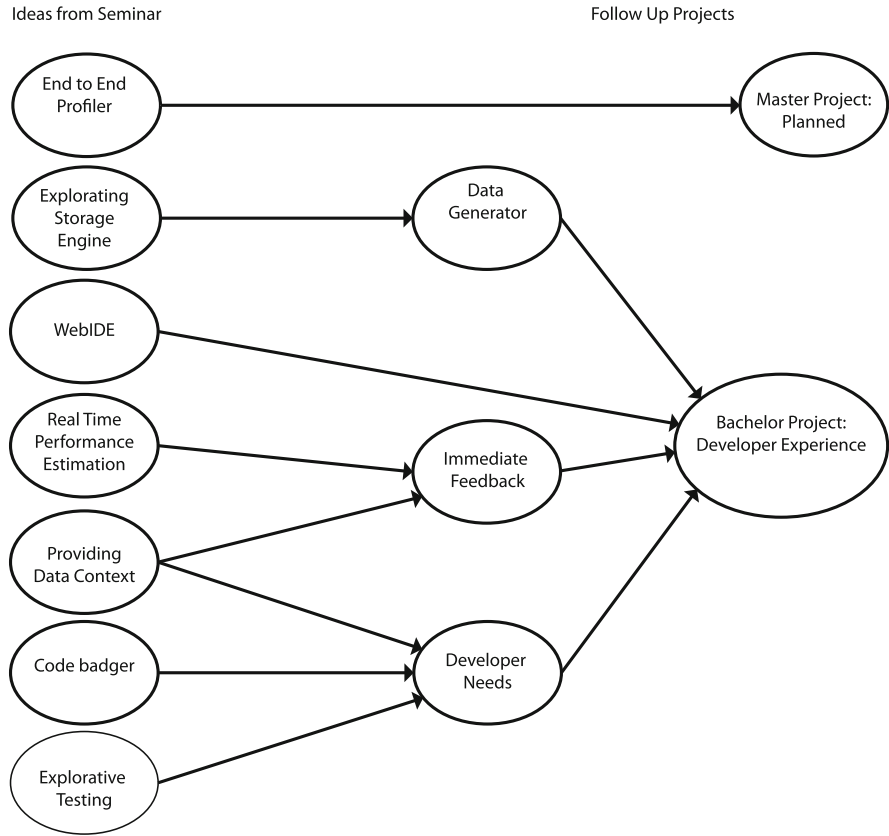 Ideas from Seminar
Follow Up Projects
End to End
Profiler
Master Project:
Planned
Explorating
Storage
Engine
Data
Generator
WebIDE
Real Time
Performance
Estimation
Immediate
Feedback
Bachelor Project:
Developer Experience
Providing
Data Context
Code badger
Developer
Needs
Explorative
Testing